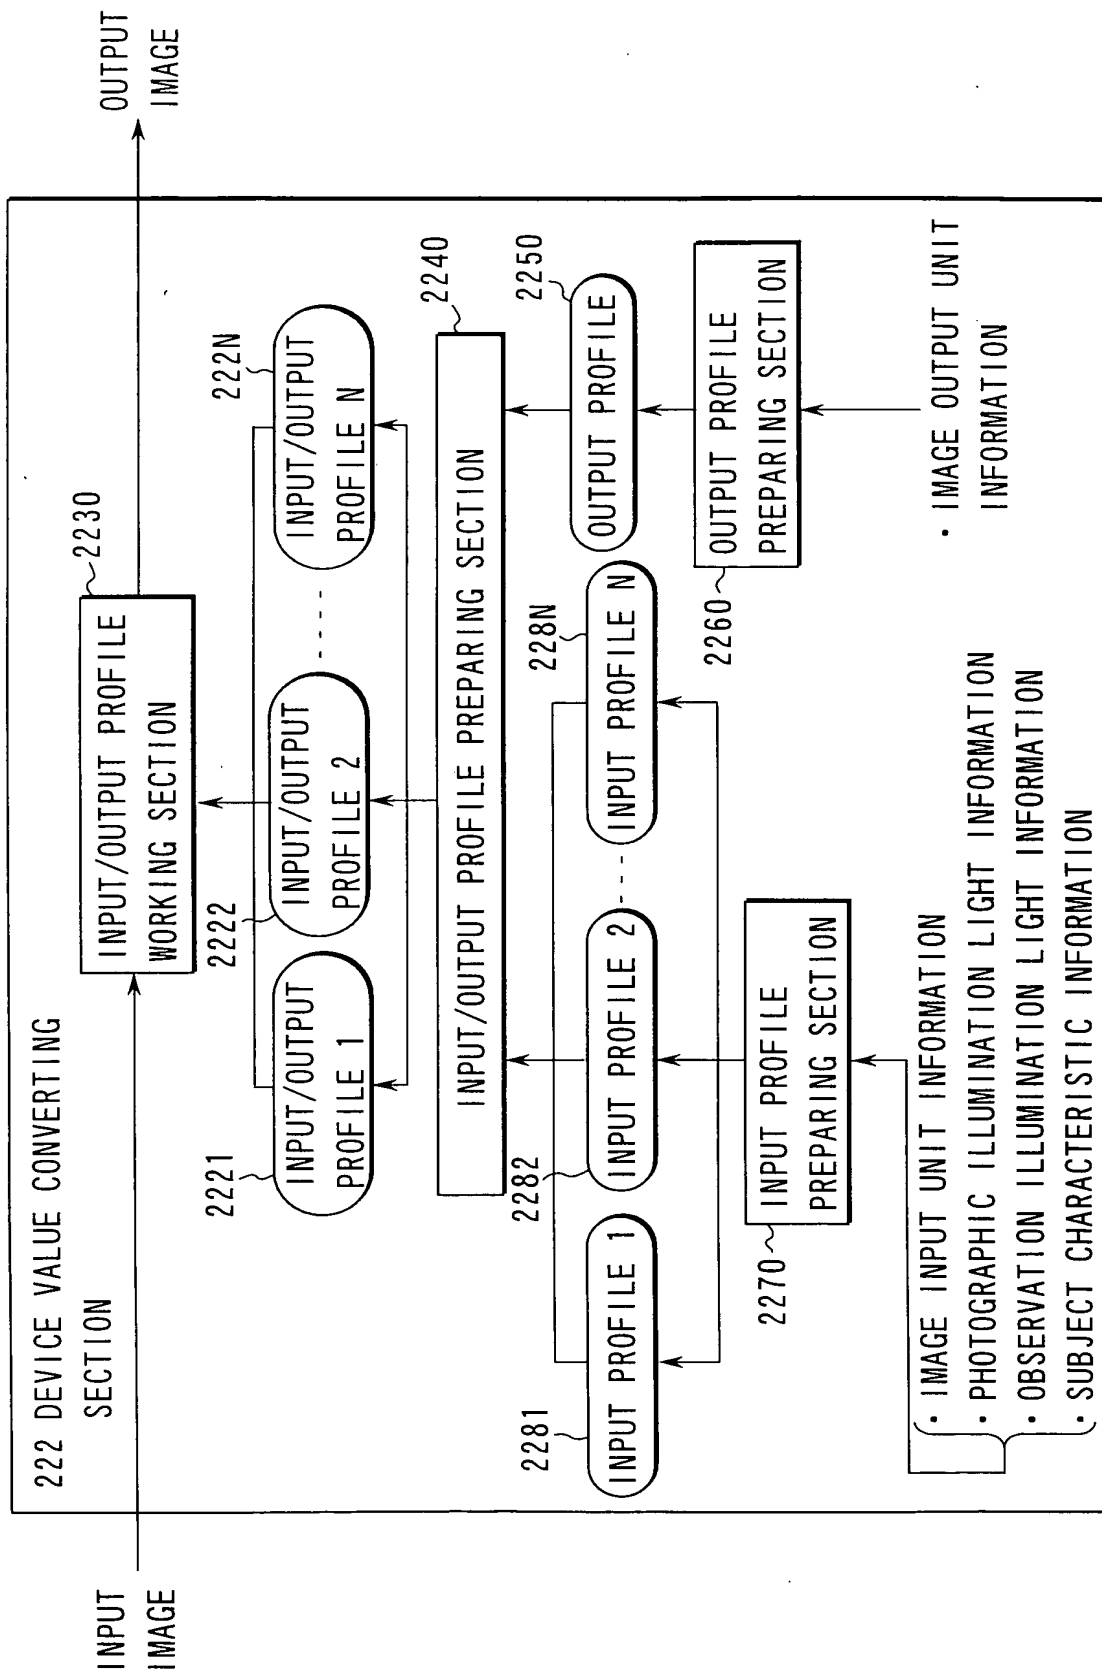 222 DEVICE VALUE CONVERTING
SECTION
INPUT
IMAGE
OUTPUT
IMAGE
INPUT/OUTPUT PROFILE
WORKING SECTION
2230
2221
INPUT/OUTPUT
PROFILE 1
2222
INPUT/OUTPUT
PROFILE 2
222N
INPUT/OUTPUT
PROFILE N
2240
INPUT/OUTPUT PROFILE PREPARING SECTION
2281
INPUT PROFILE 1
2282
INPUT PROFILE 2
228N
INPUT PROFILE N
2250
OUTPUT PROFILE
2270
INPUT PROFILE
PREPARING SECTION
2260
OUTPUT PROFILE
PREPARING SECTION
• IMAGE INPUT UNIT INFORMATION
• PHOTOGRAPHIC ILLUMINATION LIGHT INFORMATION
• OBSERVATION ILLUMINATION LIGHT INFORMATION
• SUBJECT CHARACTERISTIC INFORMATION
• IMAGE OUTPUT UNIT
INFORMATION